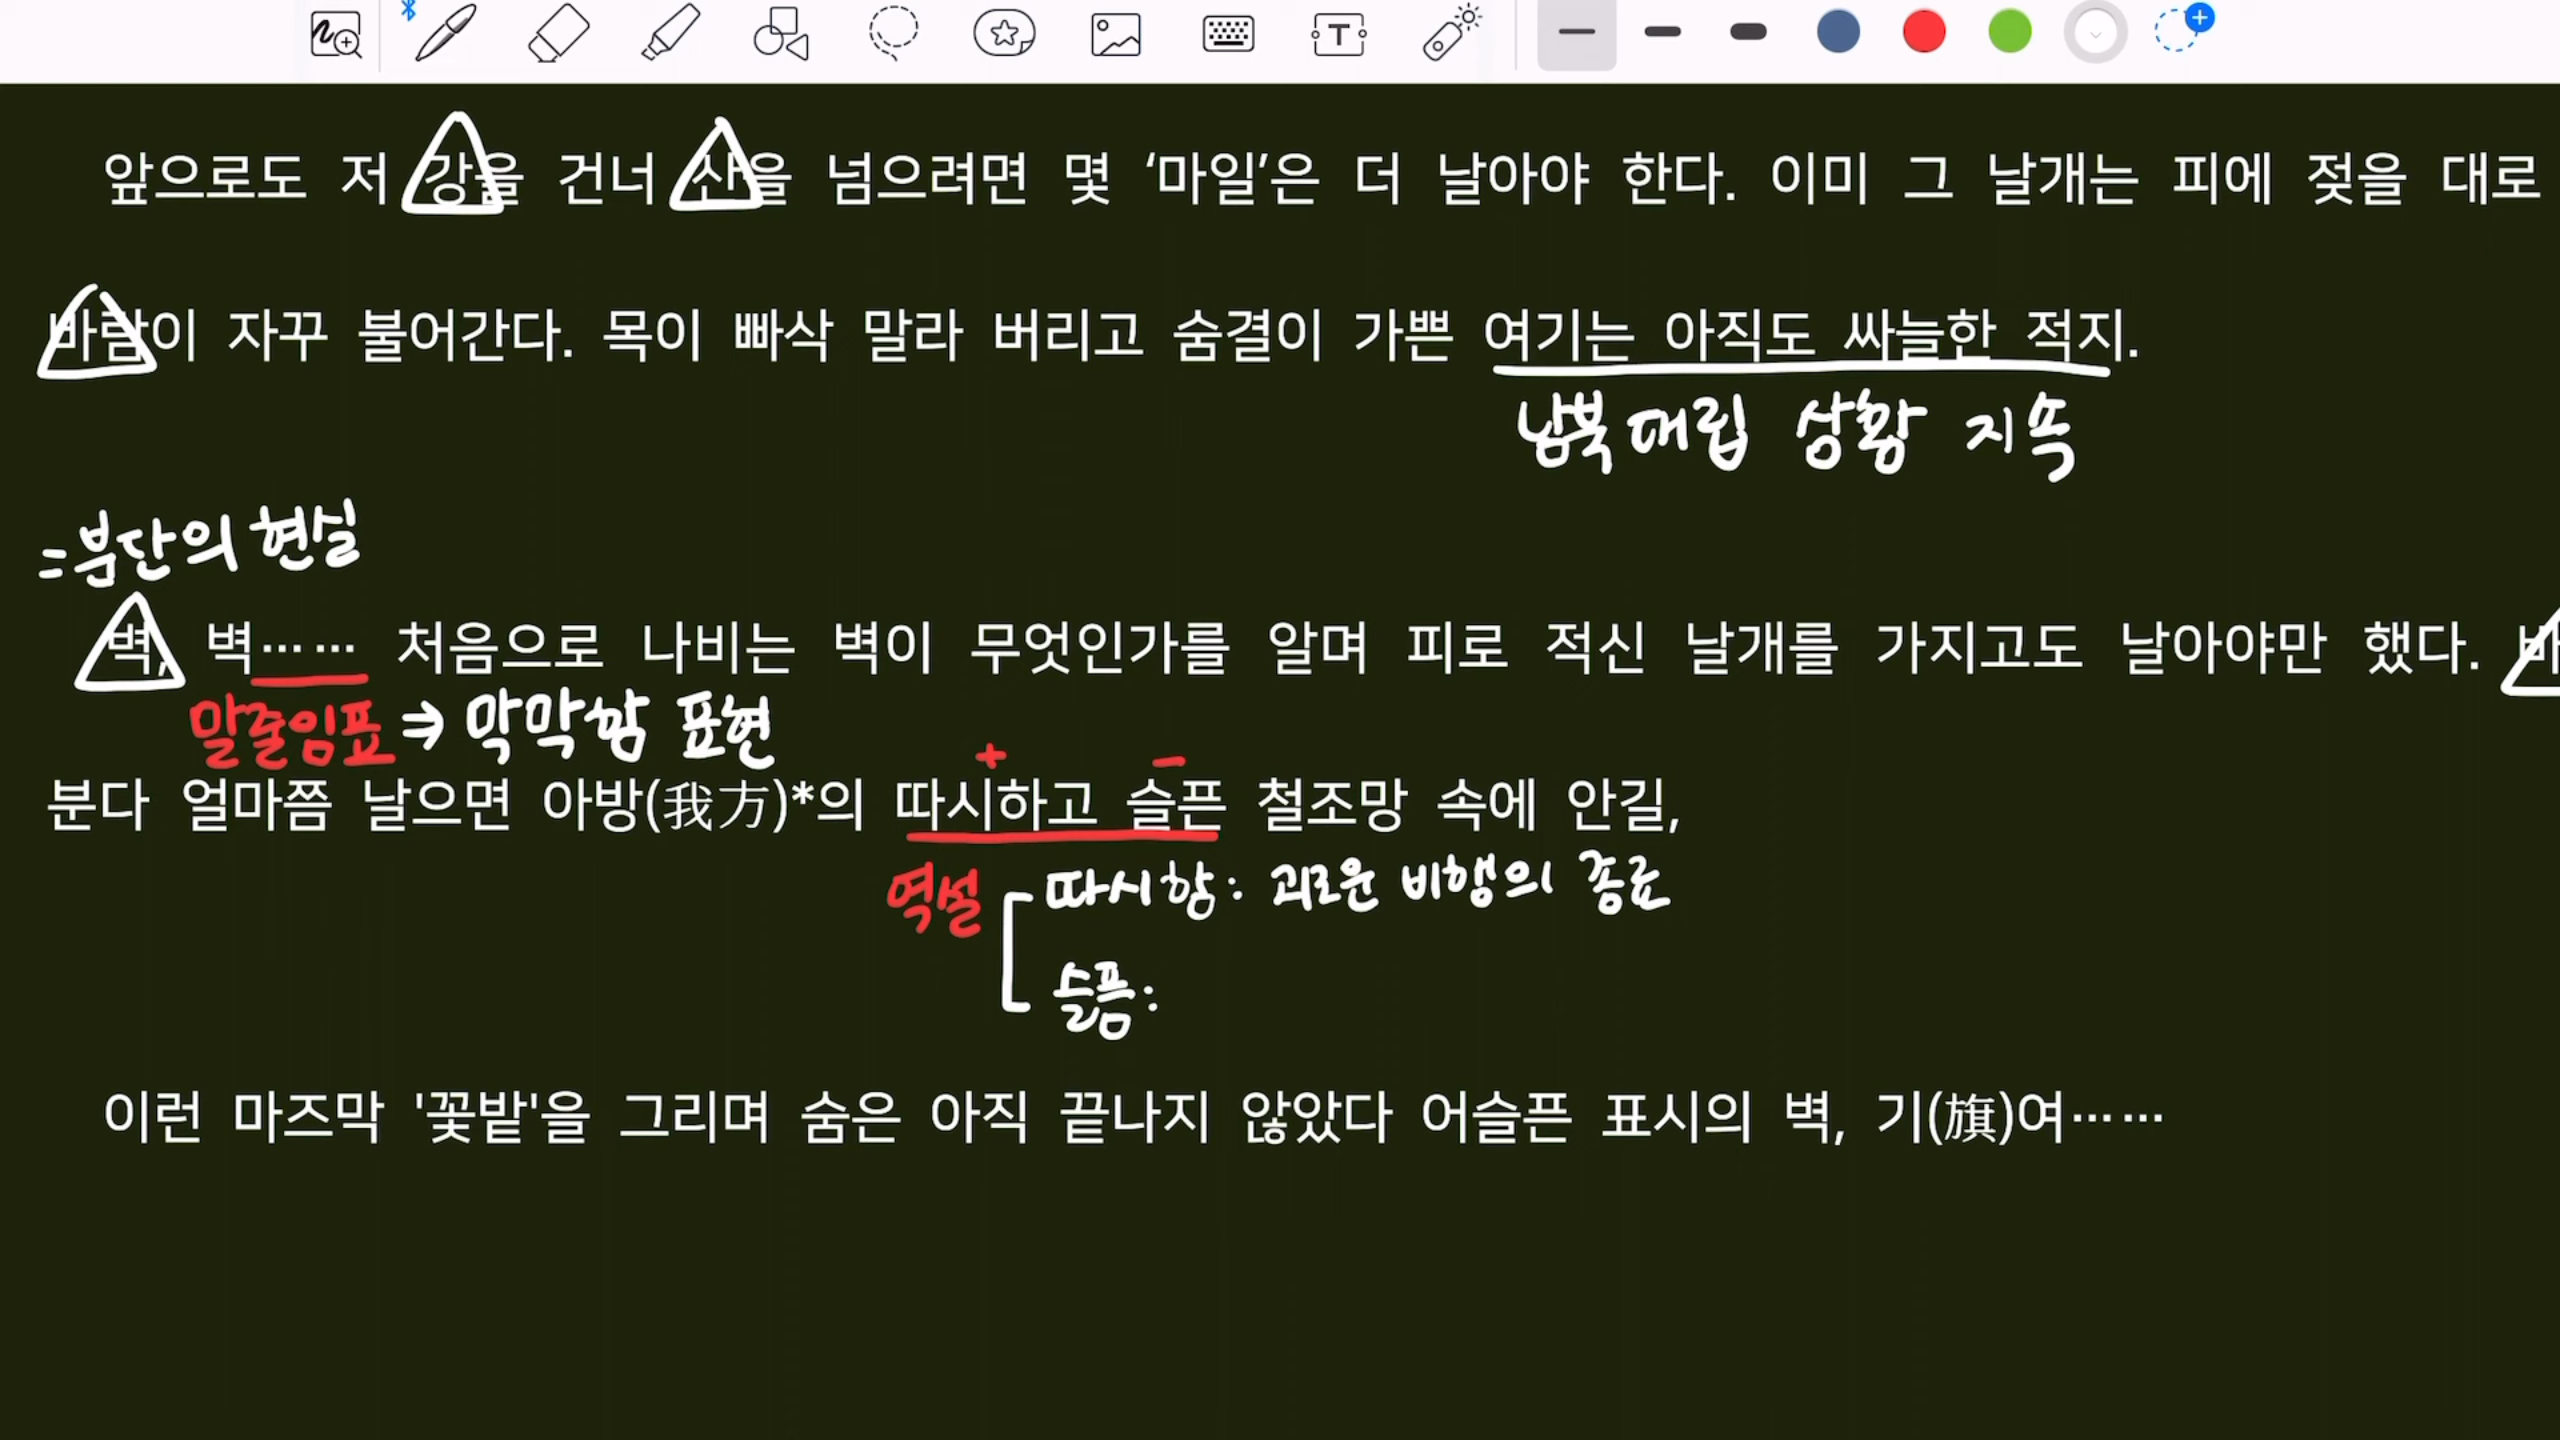 앞으로도 저 강을 건너 산을 넘으려면 몇 ‘마일’은 더 날아야 한다. 이미 그 날개는 피에 젖을 대로
바람이 자꾸 불어간다. 목이 빠삭 말라 버리고 숨결이 가쁜 여기는 아직도 싸늘한 적지.
남북 대립 상황 지속
=분단의 현실
벽, 벽…… 처음으로 나비는 벽이 무엇인가를 알며 피로 적신 날개를 가지고도 날아야만 했다.
말줄임표 → 막막함 표현
+ -
분다 얼마쯤 날으면 아방(我方)*의 따시하고 슬픈 철조망 속에 안길,
역설 따시함: 괴로운 비행의 종료
슬픔:
이런 마즈막 '꽃밭'을 그리며 숨은 아직 끝나지 않았다 어슬픈 표시의 벽, 기(旗)여……